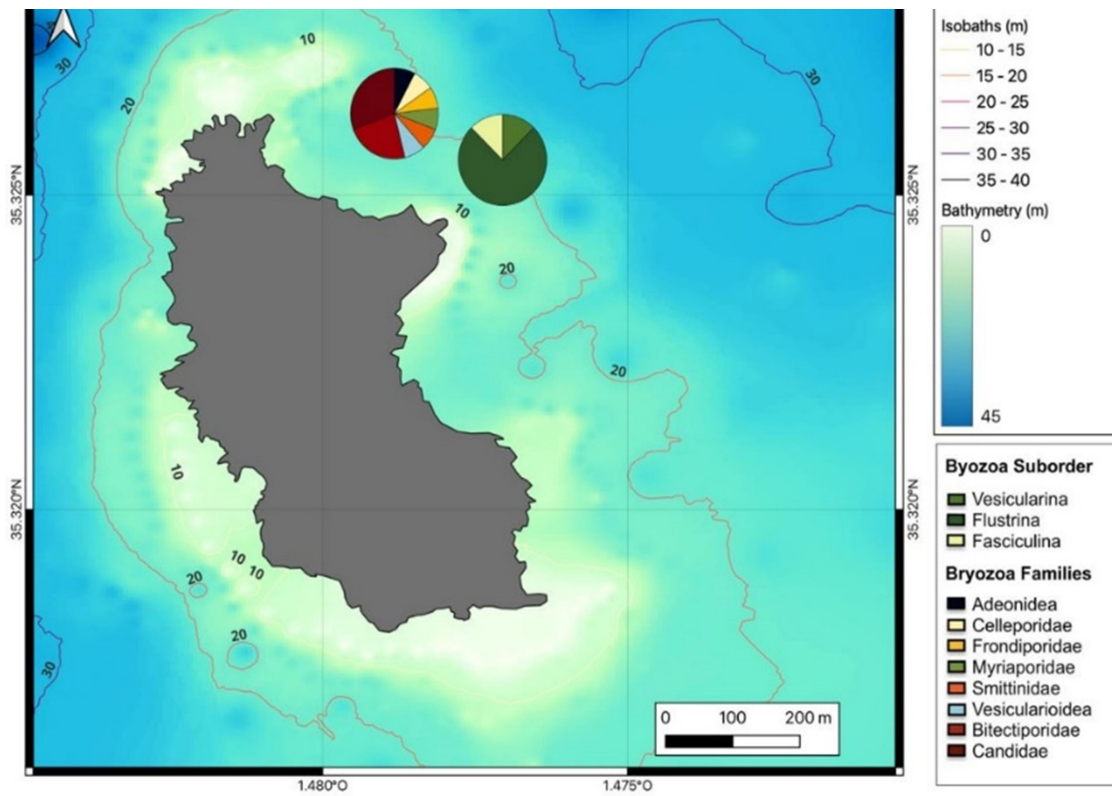 30
20
10
30
Isobaths (m)
10 - 15
15 - 20
20 - 25
25 - 30
30 - 35
35 - 40
Bathymetry (m)
0
45
35.325°N
35.325°N
10
20
20
10
35.320°N
35.320°N
10
10
20
20
30
0 100 200 m
1.480°O
1.475°O
Byozoa Suborder
Vesicularina
Flustrina
Fasciculina
Bryozoa Families
Adeonidea
Celleporidae
Frondiporidae
Myriaporidae
Smittinidae
Vesicularioidea
Bitectiporidae
Candidae